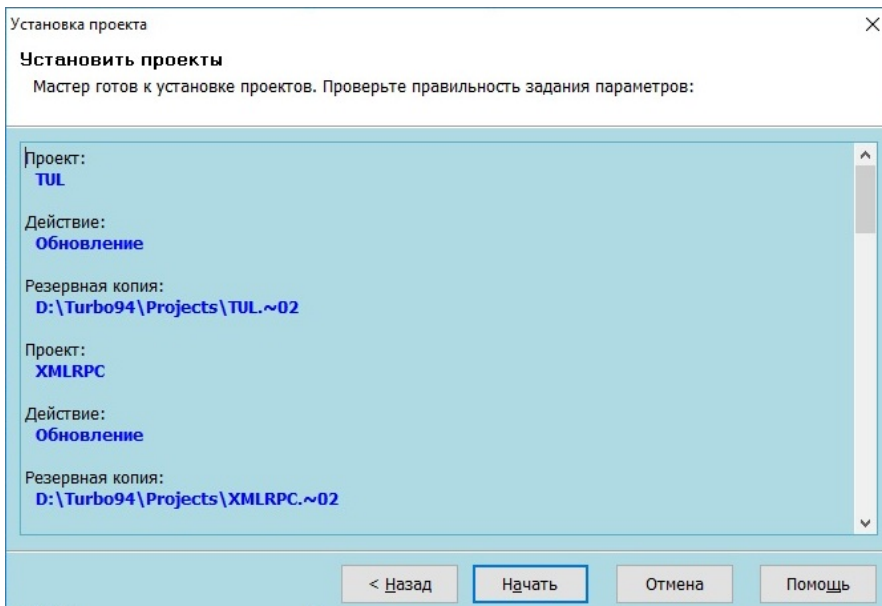 Установка проекта
Установить проекты
Мастер готов к установке проектов. Проверьте правильность задания параметров:
Проект:
TUL
Действие:
Обновление
Резервная копия:
D:\Turbo94\Projects\TUL.~02
Проект:
XMLRPC
Действие:
Обновление
Резервная копия:
D:\Turbo94\Projects\XMLRPC.~02
< Назад
Начать
Отмена
Помощь